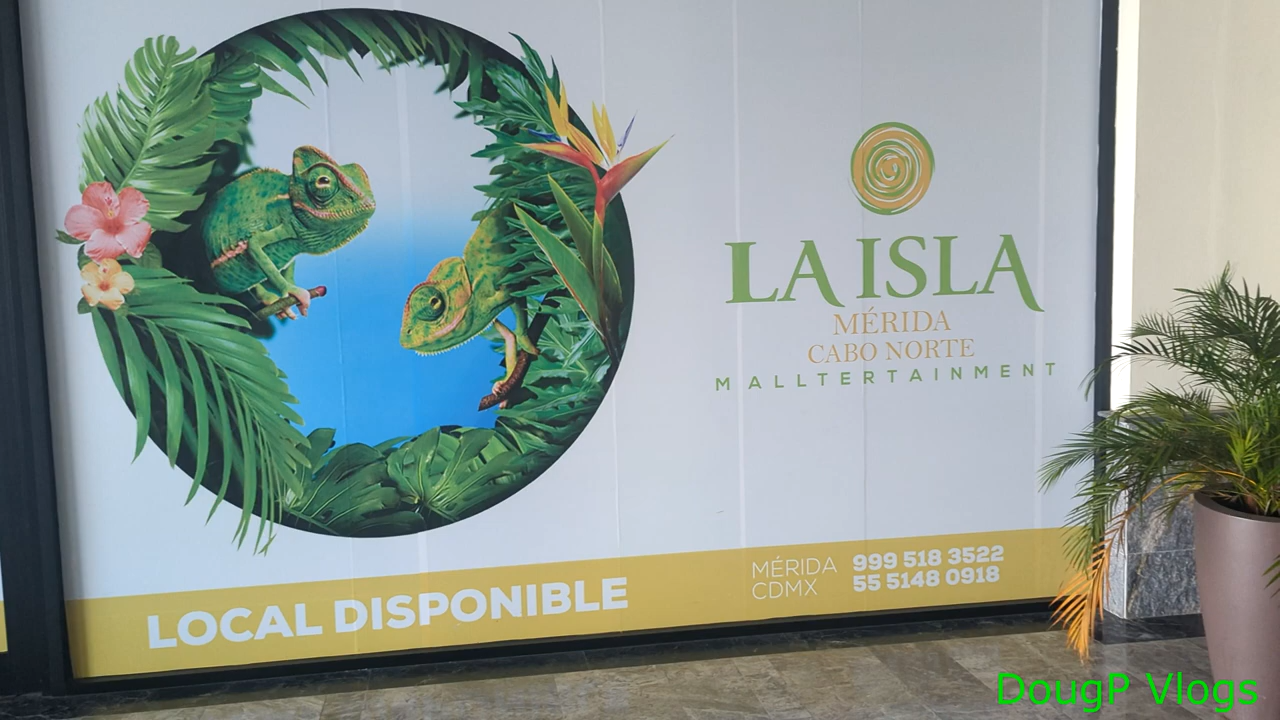 LA ISLA
MÉRIDA
CABO NORTE
MALLTERTAINMENT
LOCAL DISPONIBLE
MÉRIDA 999 518 3522
CDMX 55 5148 0918
DougP Vlogs